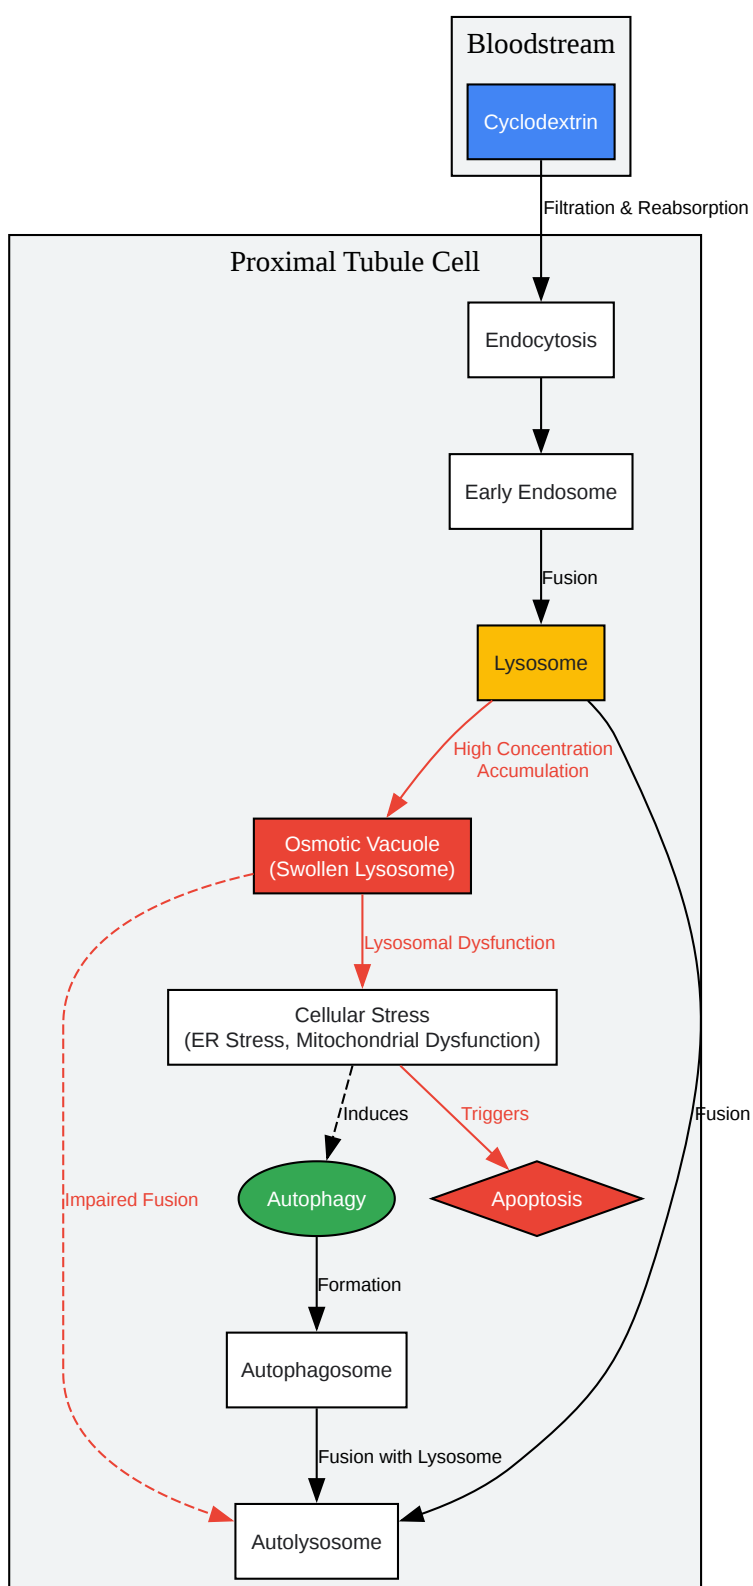 Bloodstream
Cyclodextrin
Filtration & Reabsorption
Proximal Tubule Cell
Endocytosis
Early Endosome
Fusion
Lysosome
High Concentration
Accumulation
Osmotic Vacuole
(Swollen Lysosome)
Lysosomal Dysfunction
Cellular Stress
(ER Stress, Mitochondrial Dysfunction)
Induces
Triggers
Fusion
Impaired Fusion
Autophagy
Apoptosis
Formation
Autophagosome
Fusion with Lysosome
Autolysosome